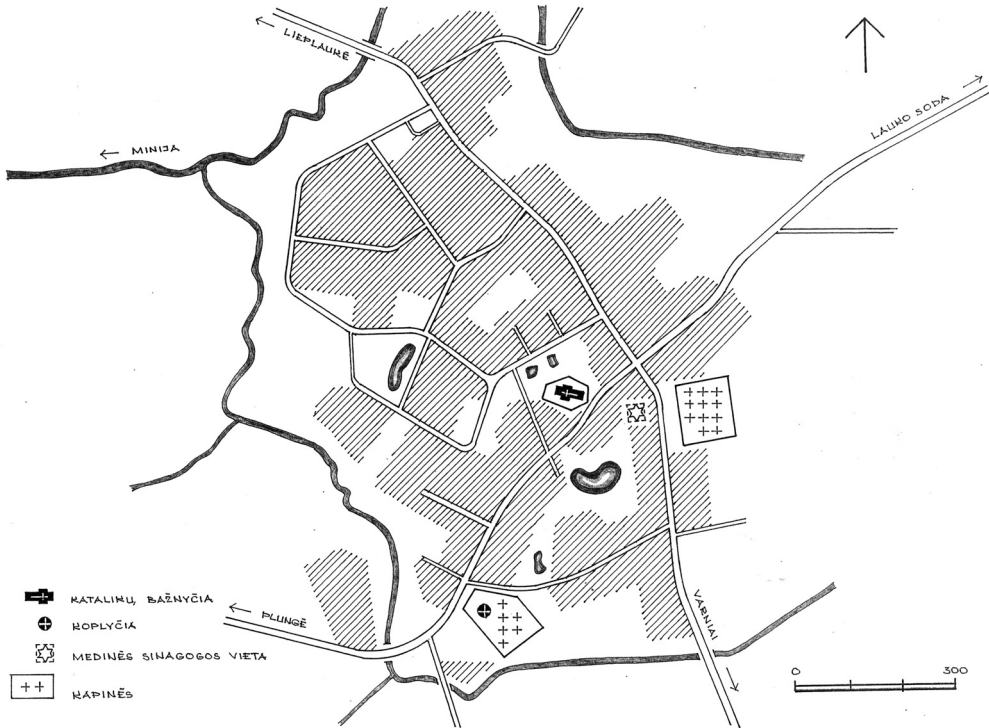 LIEPLAUKĖ
LAUKO SODA
MINIJA
KATALIKŲ BAŽNYČIA
KOPLYČIA
MEDINĖS SINAGOGOS VIETA
KAPINĖS
PLUNGĖ
VARNIAI
0 300